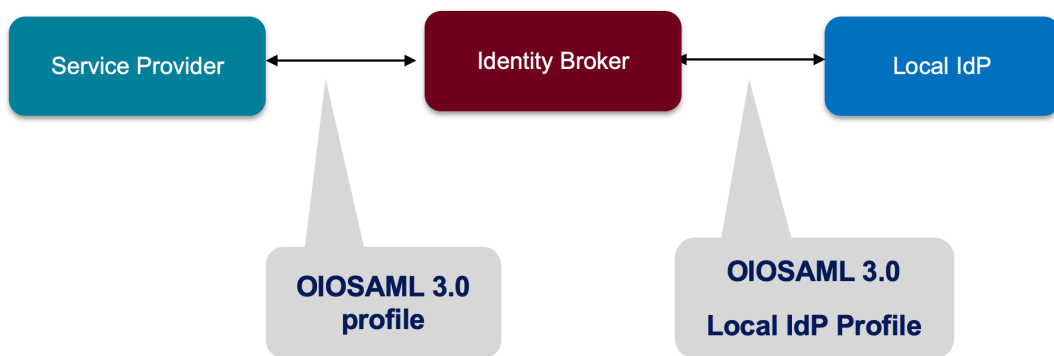 Service Provider
Identity Broker
Local IdP
OIOSAML 3.0
profile
OIOSAML 3.0
Local IdP Profile